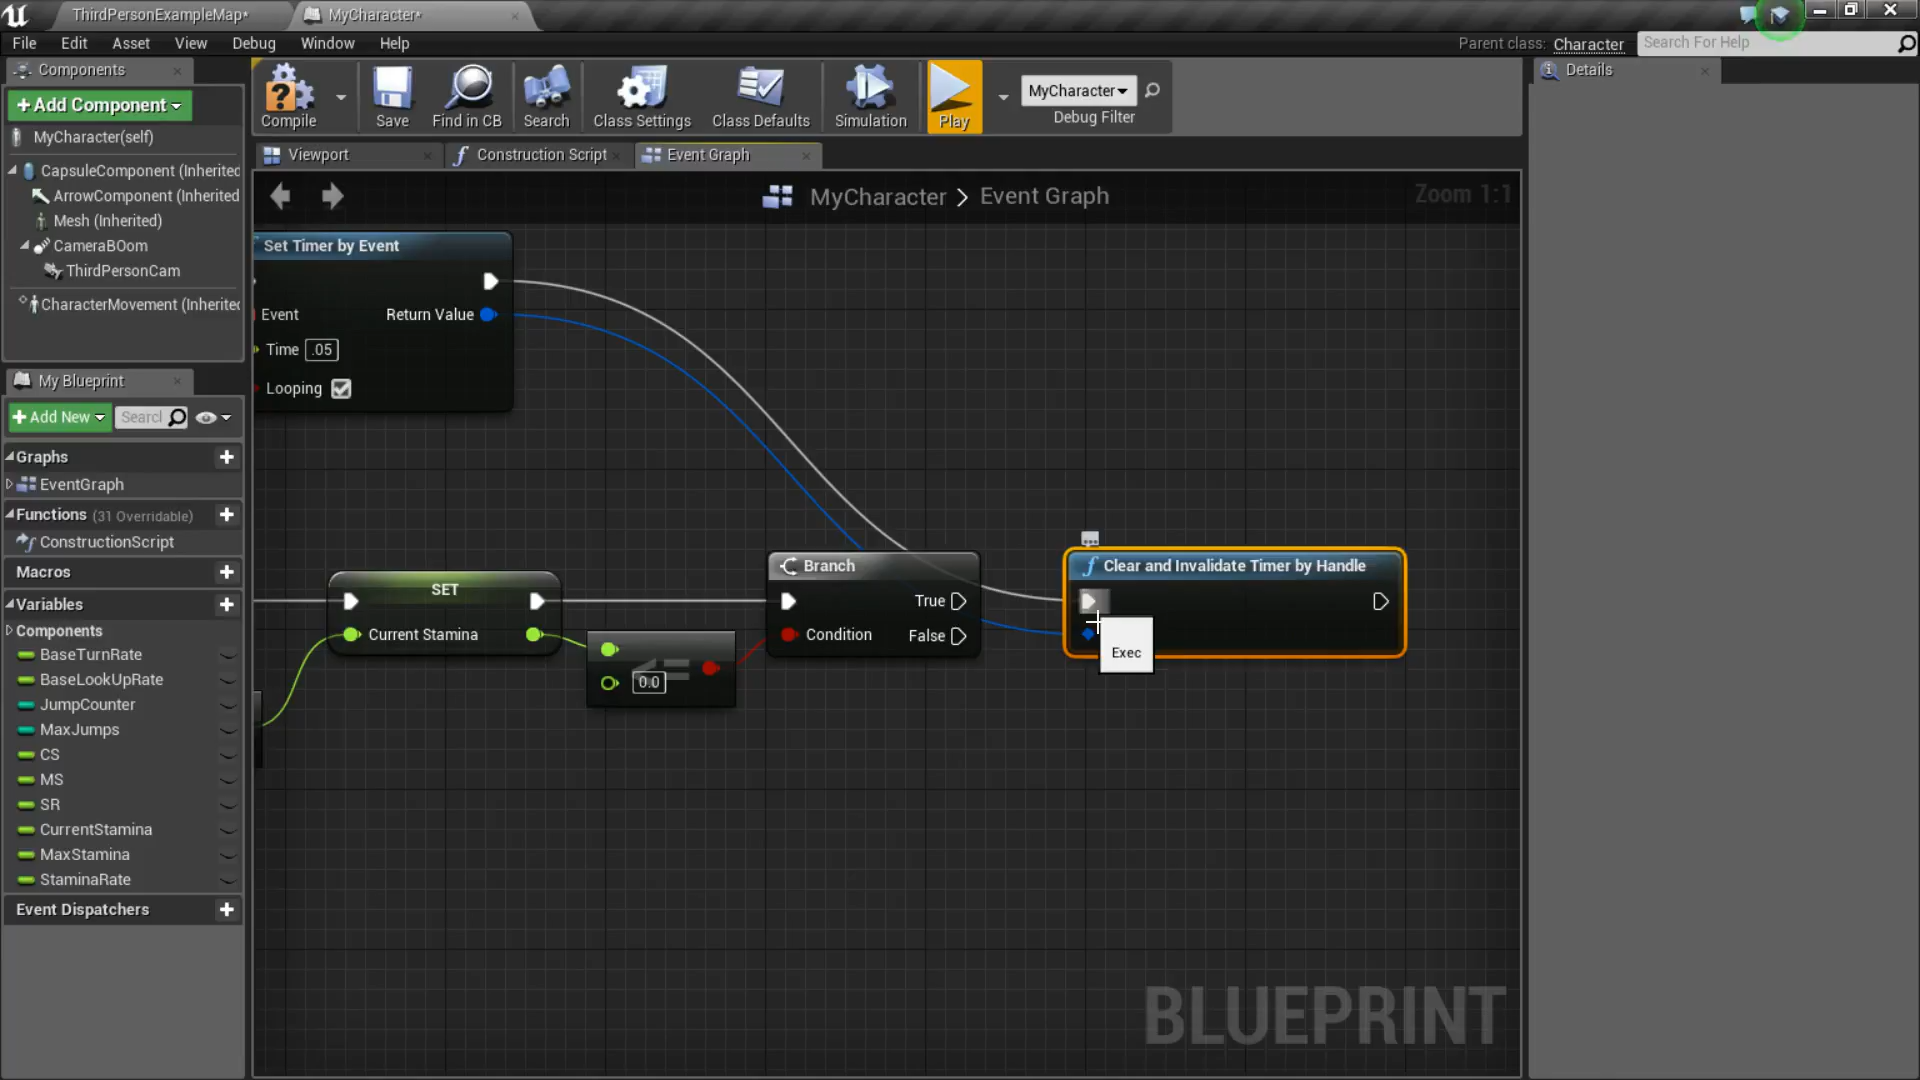 ThirdPersonExampleMap*
MyCharacter*
File Edit Asset View Debug Window Help
Parent class: Character
Search For Help
Components
+Add Component
MyCharacter(self)
CapsuleComponent (Inherited
ArrowComponent (Inherited
Mesh (Inherited)
CameraBOom
ThirdPersonCam
CharacterMovement (Inherite
My Blueprint
+Add New
Searcl
Graphs
EventGraph
Functions (31 Overridable)
ConstructionScript
Macros
Variables
Components
BaseTurnRate
BaseLookUpRate
JumpCounter
MaxJumps
CS
MS
SR
CurrentStamina
MaxStamina
StaminaRate
Event Dispatchers
Compile
Save
Find in CB
Search
Class Settings
Class Defaults
Simulation
Play
MyCharacter
Debug Filter
Viewport
Construction Script
Event Graph
MyCharacter > Event Graph
Zoom 1:1
Set Timer by Event
Event
Return Value
Time .05
Looping
SET
Current Stamina
<=
0.0
Branch
True
Condition
False
Clear and Invalidate Timer by Handle
Exec
BLUEPRINT
Details